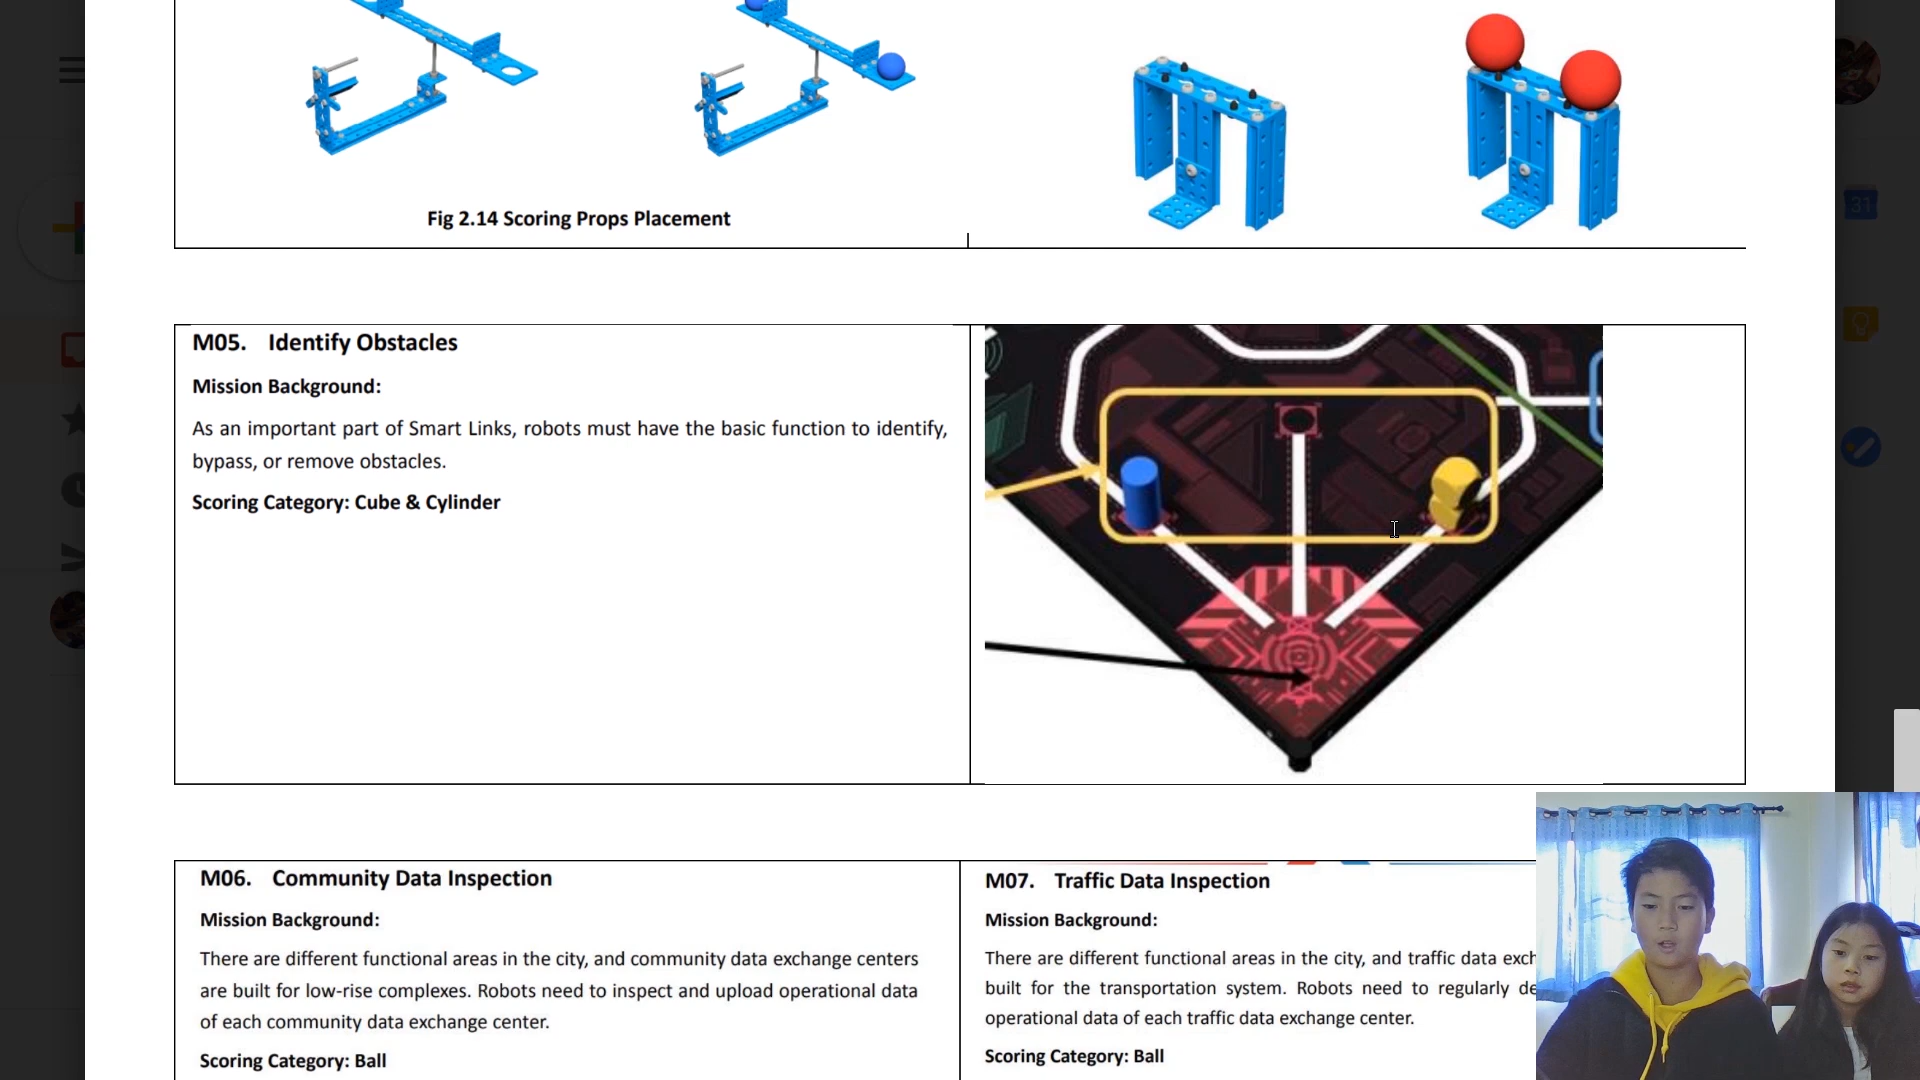 Fig 2.14 Scoring Props Placement
M05. Identify Obstacles
Mission Background:
As an important part of Smart Links, robots must have the basic function to identify,
bypass, or remove obstacles.
Scoring Category: Cube & Cylinder
M06. Community Data Inspection
Mission Background:
There are different functional areas in the city, and community data exchange centers
are built for low-rise complexes. Robots need to inspect and upload operational data
of each community data exchange center.
Scoring Category: Ball
M07. Traffic Data Inspection
Mission Background:
There are different functional areas in the city, and traffic data exch
built for the transportation system. Robots need to regularly de
operational data of each traffic data exchange center.
Scoring Category: Ball
31